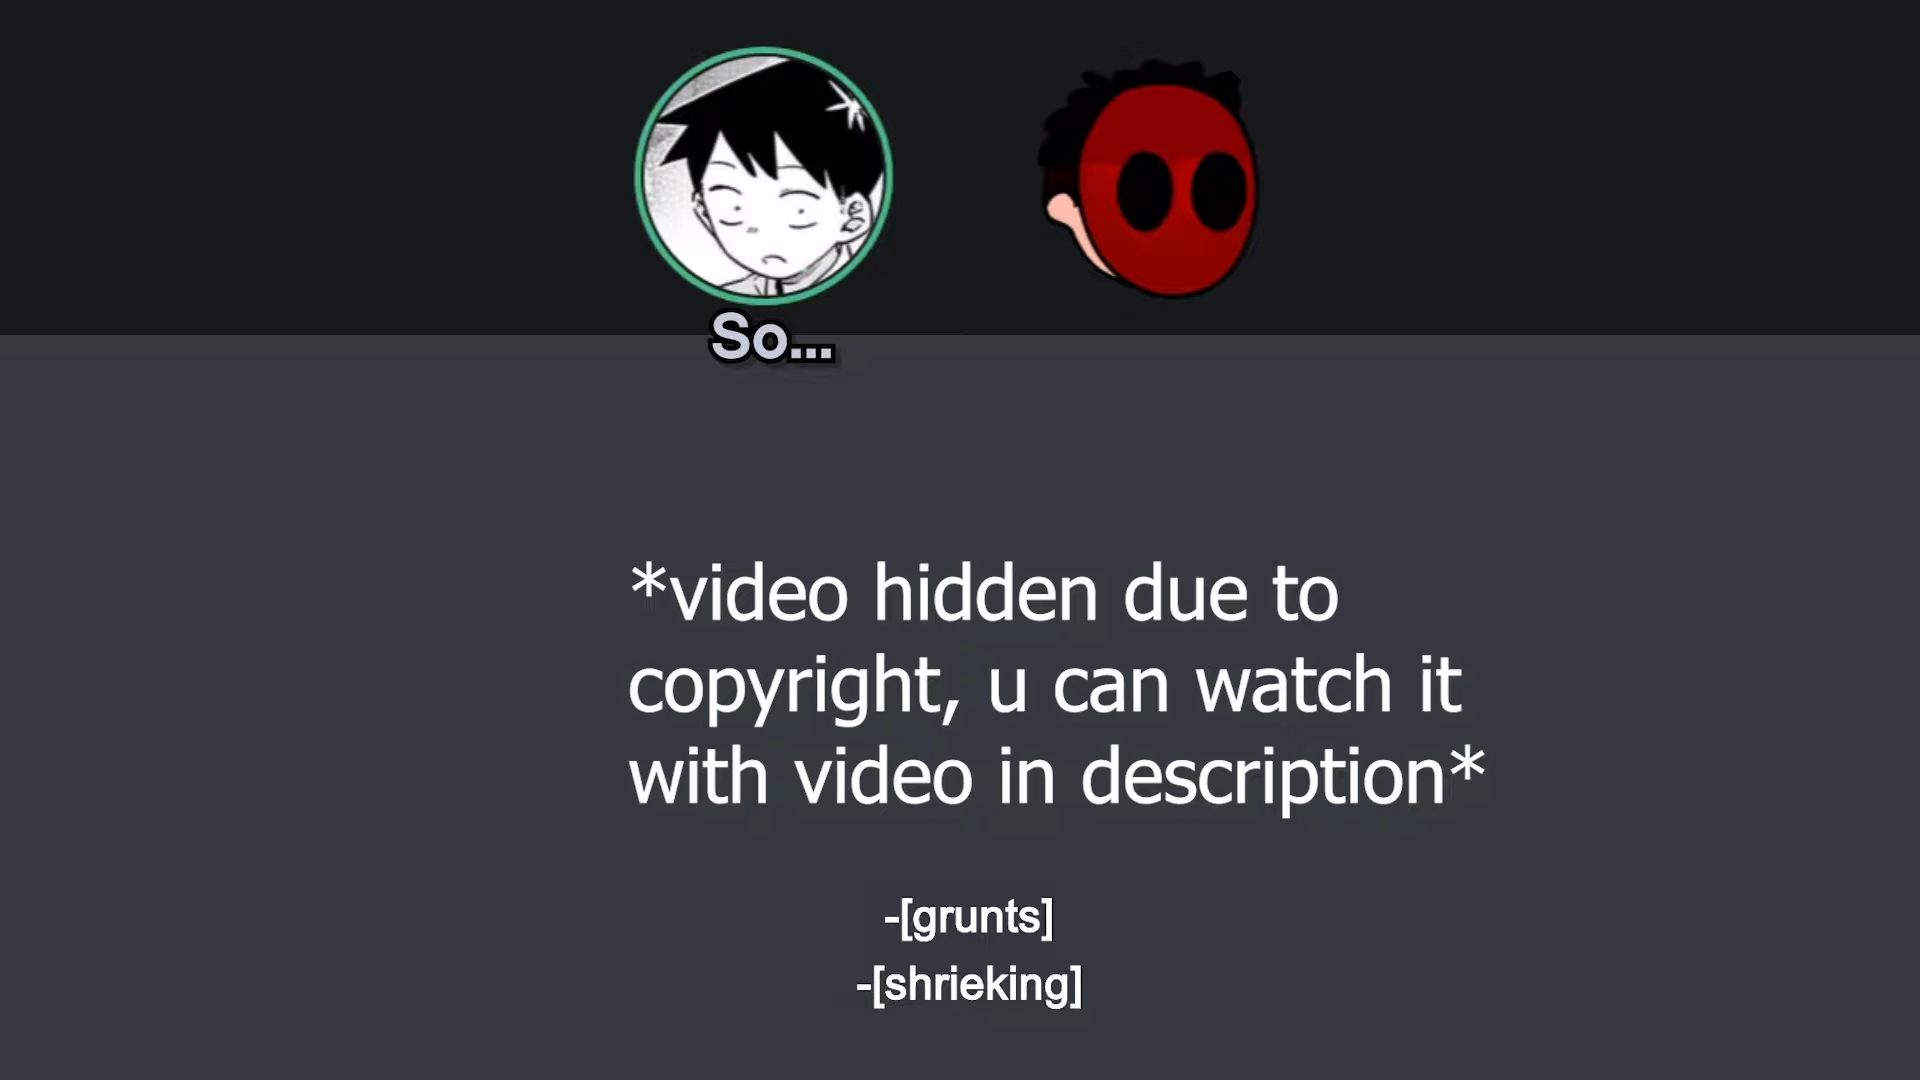 So...
*video hidden due to
copyright, u can watch it
with video in description*
-[grunts]
-[shrieking]